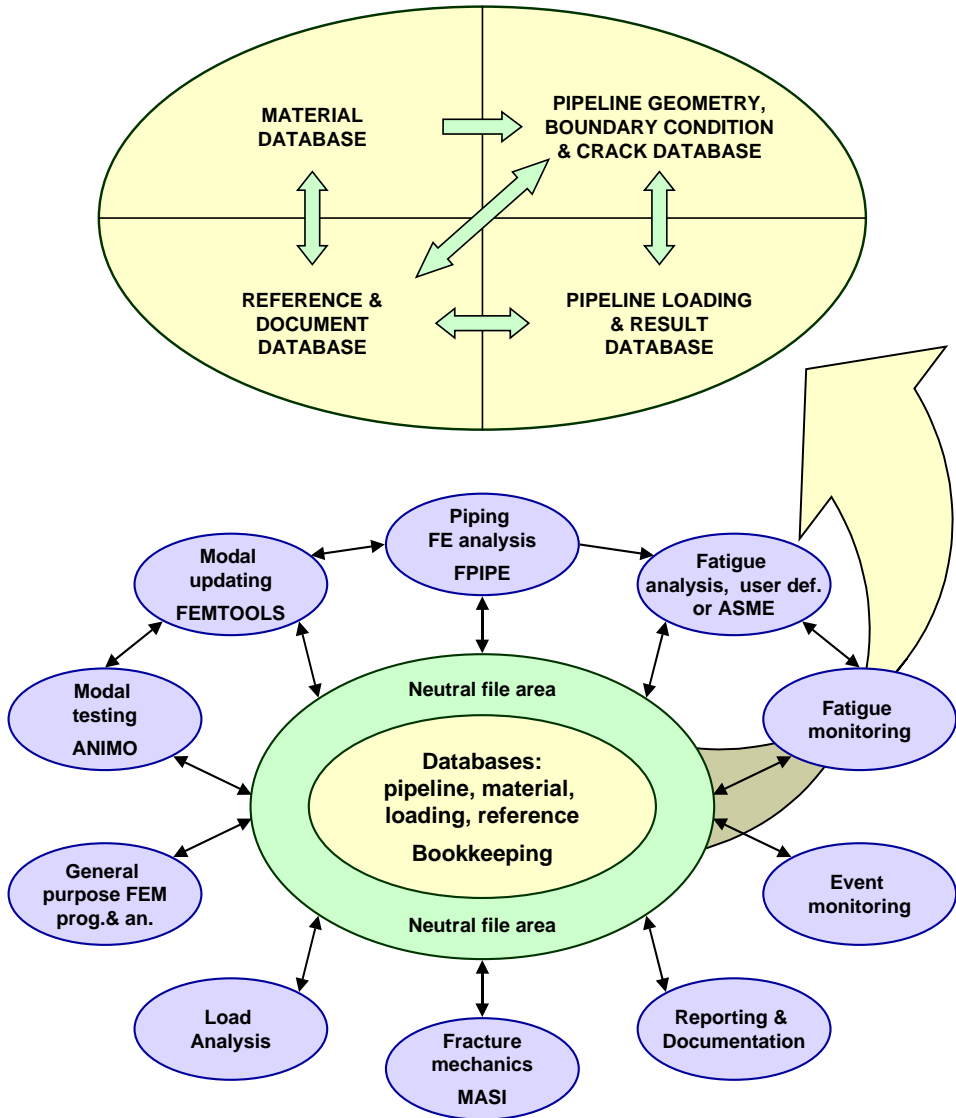 MATERIAL
DATABASE
PIPELINE GEOMETRY,
BOUNDARY CONDITION
& CRACK DATABASE
REFERENCE &
DOCUMENT
DATABASE
PIPELINE LOADING
& RESULT
DATABASE
Piping
FE analysis
FPIPE
Modal
updating
FEMTOOLS
Fatigue
analysis, user def.
or ASME
Modal
testing
ANIMO
Neutral file area
Fatigue
monitoring
Databases:
pipeline, material,
loading, reference
Bookkeeping
General
purpose FEM
prog.& an.
Event
monitoring
Neutral file area
Load
Analysis
Fracture
mechanics
MASI
Reporting &
Documentation